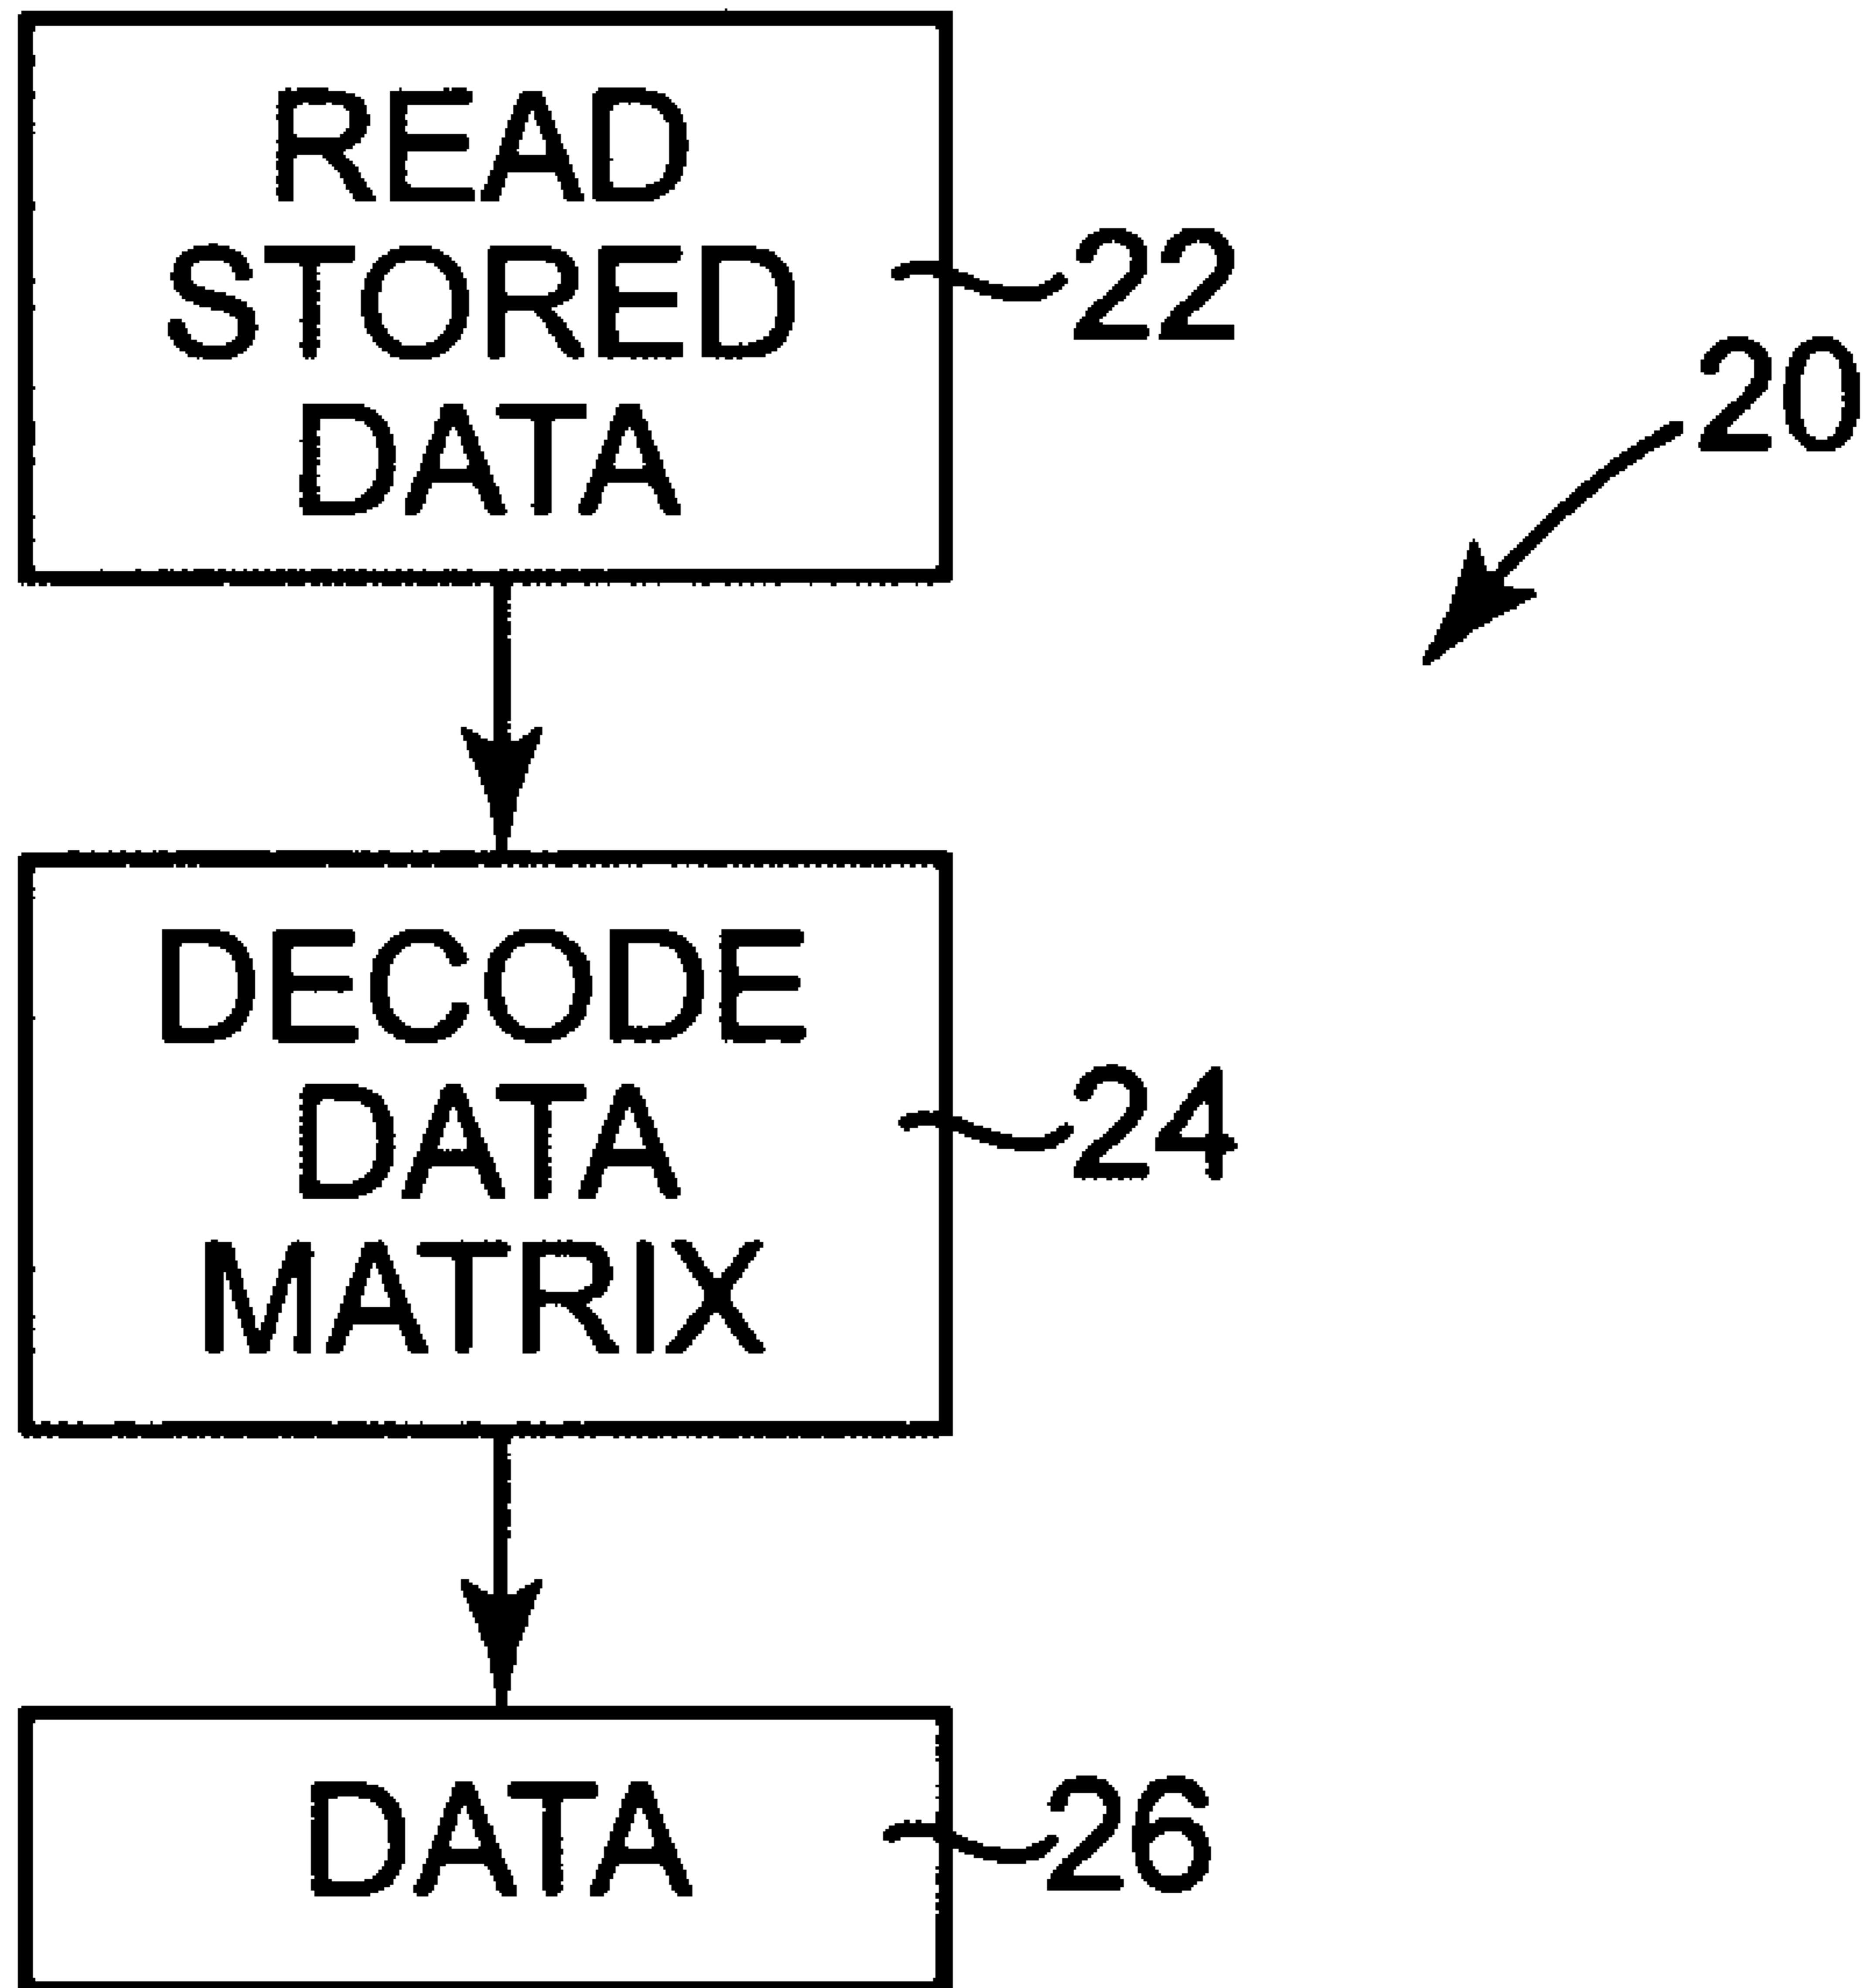 READ
STORED
DATA
22
20
DECODE
DATA
MATRIX
24
DATA
26